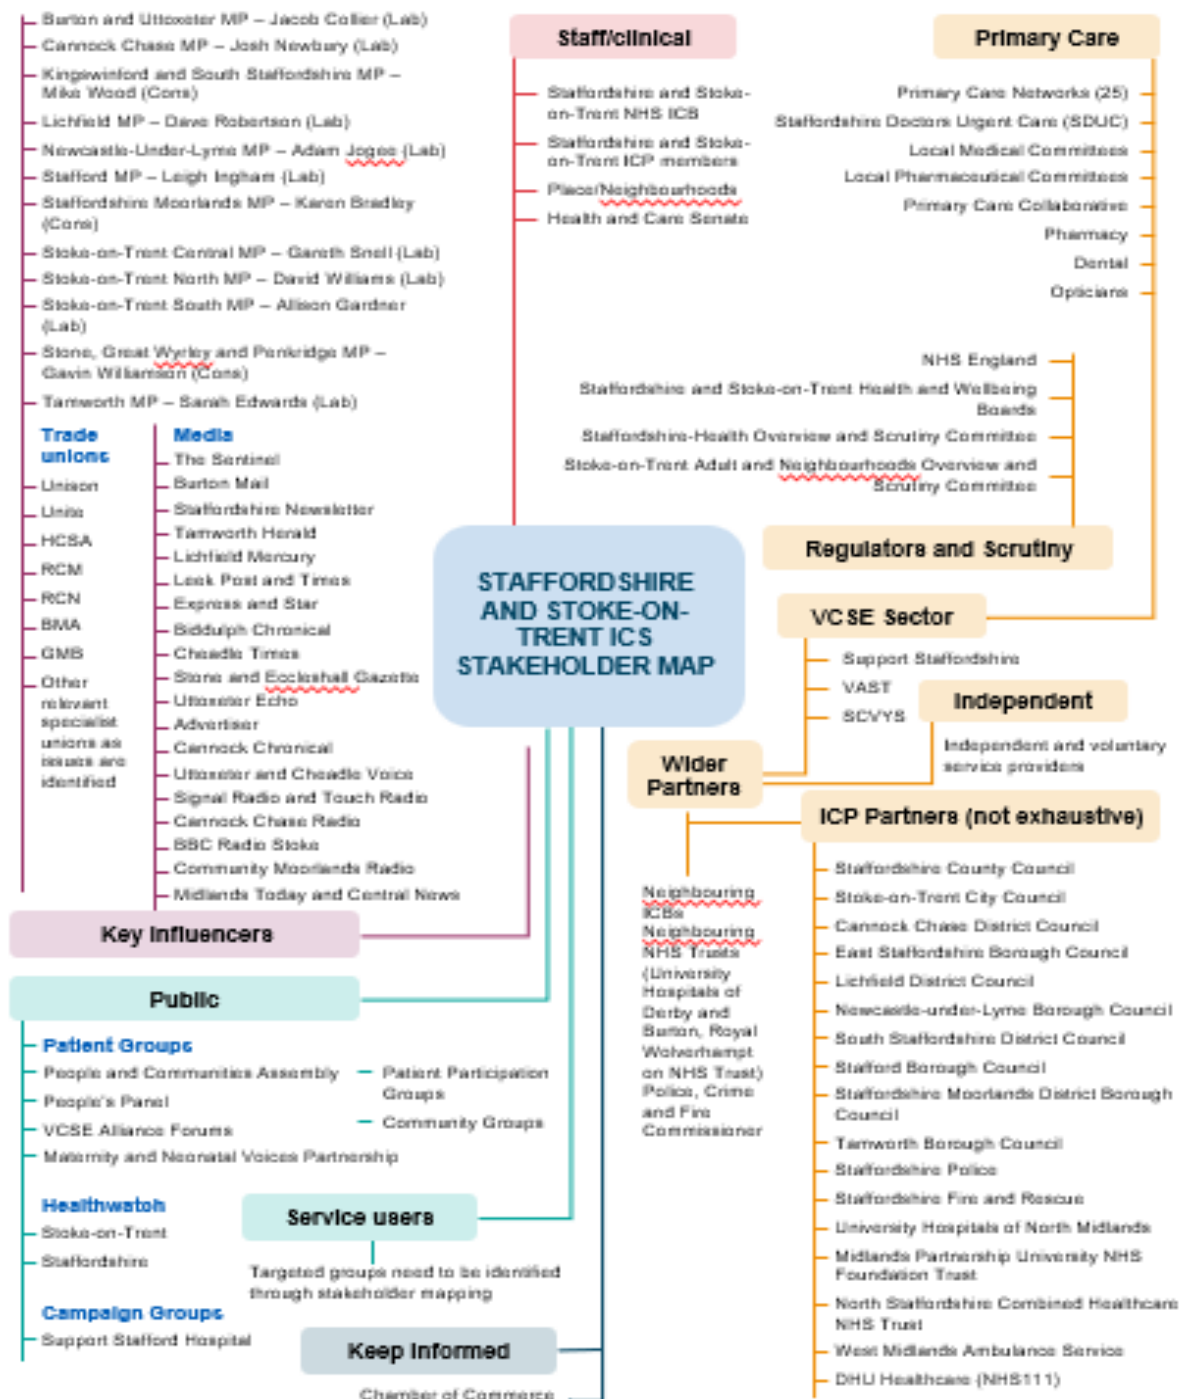 Burton and Uttoxeter MP – Jacob Collier (Lab)
Cannock Chase MP – Josh Newbury (Lab)
Kingswinford and South Staffordshire MP –
Mike Wood (Cons)
Lichfield MP – Dave Robertson (Lab)
Newcastle-Under-Lyme MP – Adam Jogee (Lab)
Stafford MP – Leigh Ingham (Lab)
Staffordshire Moorlands MP – Karen Bradley
(Cons)
Stoke-on-Trent Central MP – Gareth Snell (Lab)
Stoke-on-Trent North MP – David Williams (Lab)
Stoke-on-Trent South MP – Allison Gardner
(Lab)
Stone, Great Wyrley and Penkridge MP –
Gavin Williamson (Cons)
Tamworth MP – Sarah Edwards (Lab)
Trade
unions
Unison
Unite
HCSA
RCM
RCN
BMA
GMB
Other
relevant
specialist
unions as
issues are
identified
Media
The Sentinel
Burton Mail
Staffordshire Newsletter
Tamworth Herald
Lichfield Mercury
Leek Post and Times
Express and Star
Biddulph Chronical
Cheadle Times
Stone and Eccleshall Gazette
Uttoxeter Echo
Advertiser
Cannock Chronical
Uttoxeter and Cheadle Voice
Signal Radio and Touch Radio
Cannock Chase Radio
BBC Radio Stoke
Community Moorlands Radio
Midlands Today and Central News
Key Influencers
Staff/clinical
Staffordshire and Stoke-
on-Trent NHS ICB
Staffordshire and Stoke-
on-Trent ICP members
Place/Neighbourhoods
Health and Care Senate
Primary Care
Primary Care Networks (25)
Staffordshire Doctors Urgent Care (SDUC)
Local Medical Committees
Local Pharmaceutical Committees
Primary Care Collaborative
Pharmacy
Dental
Opticians
NHS England
Staffordshire and Stoke-on-Trent Health and Wellbeing
Boards
Staffordshire-Health Overview and Scrutiny Committee
Stoke-on-Trent Adult and Neighbourhoods Overview and
Scrutiny Committee
Regulators and Scrutiny
STAFFORDSHIRE
AND STOKE-ON-
TRENT ICS
STAKEHOLDER MAP
VCSE Sector
Support Staffordshire
VAST
SCVYS
Independent
Independent and voluntary
service providers
Wider
Partners
Neighbouring
ICBs
Neighbouring
NHS Trusts
(University
Hospitals of
Derby and
Burton, Royal
Wolverhampt
on NHS Trust)
Police, Crime
and Fire
Commissioner
ICP Partners (not exhaustive)
Staffordshire County Council
Stoke-on-Trent City Council
Cannock Chase District Council
East Staffordshire Borough Council
Lichfield District Council
Newcastle-under-Lyme Borough Council
South Staffordshire District Council
Stafford Borough Council
Staffordshire Moorlands District Borough
Council
Tamworth Borough Council
Staffordshire Police
Staffordshire Fire and Rescue
University Hospitals of North Midlands
Midlands Partnership University NHS
Foundation Trust
North Staffordshire Combined Healthcare
NHS Trust
West Midlands Ambulance Service
DHU Healthcare (NHS111)
Public
Patient Groups
People and Communities Assembly
People's Panel
VCSE Alliance Forums
Maternity and Neonatal Voices Partnership
Patient Participation
Groups
Community Groups
Healthwatch
Stoke-on-Trent
Staffordshire
Campaign Groups
Support Stafford Hospital
Service users
Targeted groups need to be identified
through stakeholder mapping
Keep Informed
Chamber of Commerce